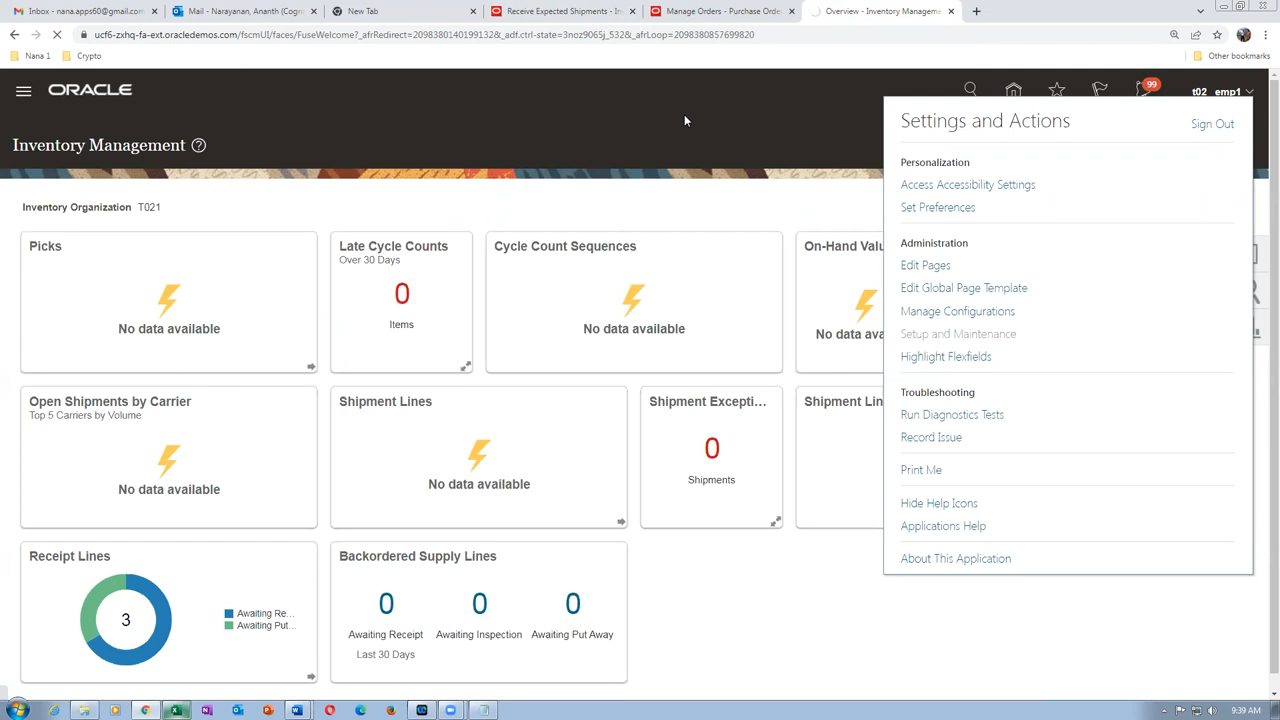 Inbox - nana.apps60@gmail.com
Mail - Narayanan, Ananth (Cogni
New Tab
Receive Expected Shipments - In
Manage Orders - Purchase Order
Overview - Inventory Manageme
ucf6-zxhq-fa-ext.oracledemos.com/fscmUI/faces/FuseWelcome?_afrRedirect=20983801401991132&_adf.ctrl-state=3noz9065j_532&_afrLoop=20983808576998​20
Nana 1
Crypto
Other bookmarks
ORACLE
99
t02_emp1
Inventory Management
Settings and Actions
Sign Out
Personalization
Access Accessibility Settings
Set Preferences
Administration
Edit Pages
Edit Global Page Template
Manage Configurations
Setup and Maintenance
Highlight Flexfields
Troubleshooting
Run Diagnostics Tests
Record Issue
Print Me
Hide Help Icons
Applications Help
About This Application
Inventory Organization T021
Picks
No data available
Late Cycle Counts
Over 30 Days
0
Items
Cycle Count Sequences
No data available
On-Hand Valu
No data ava
Open Shipments by Carrier
Top 5 Carriers by Volume
No data available
Shipment Lines
No data available
Shipment Excepti...
0
Shipments
Shipment Lin
Receipt Lines
3
Awaiting Re...
Awaiting Put...
Backordered Supply Lines
0 0 0
Awaiting Receipt Awaiting Inspection Awaiting Put Away
Last 30 Days
9:39 AM